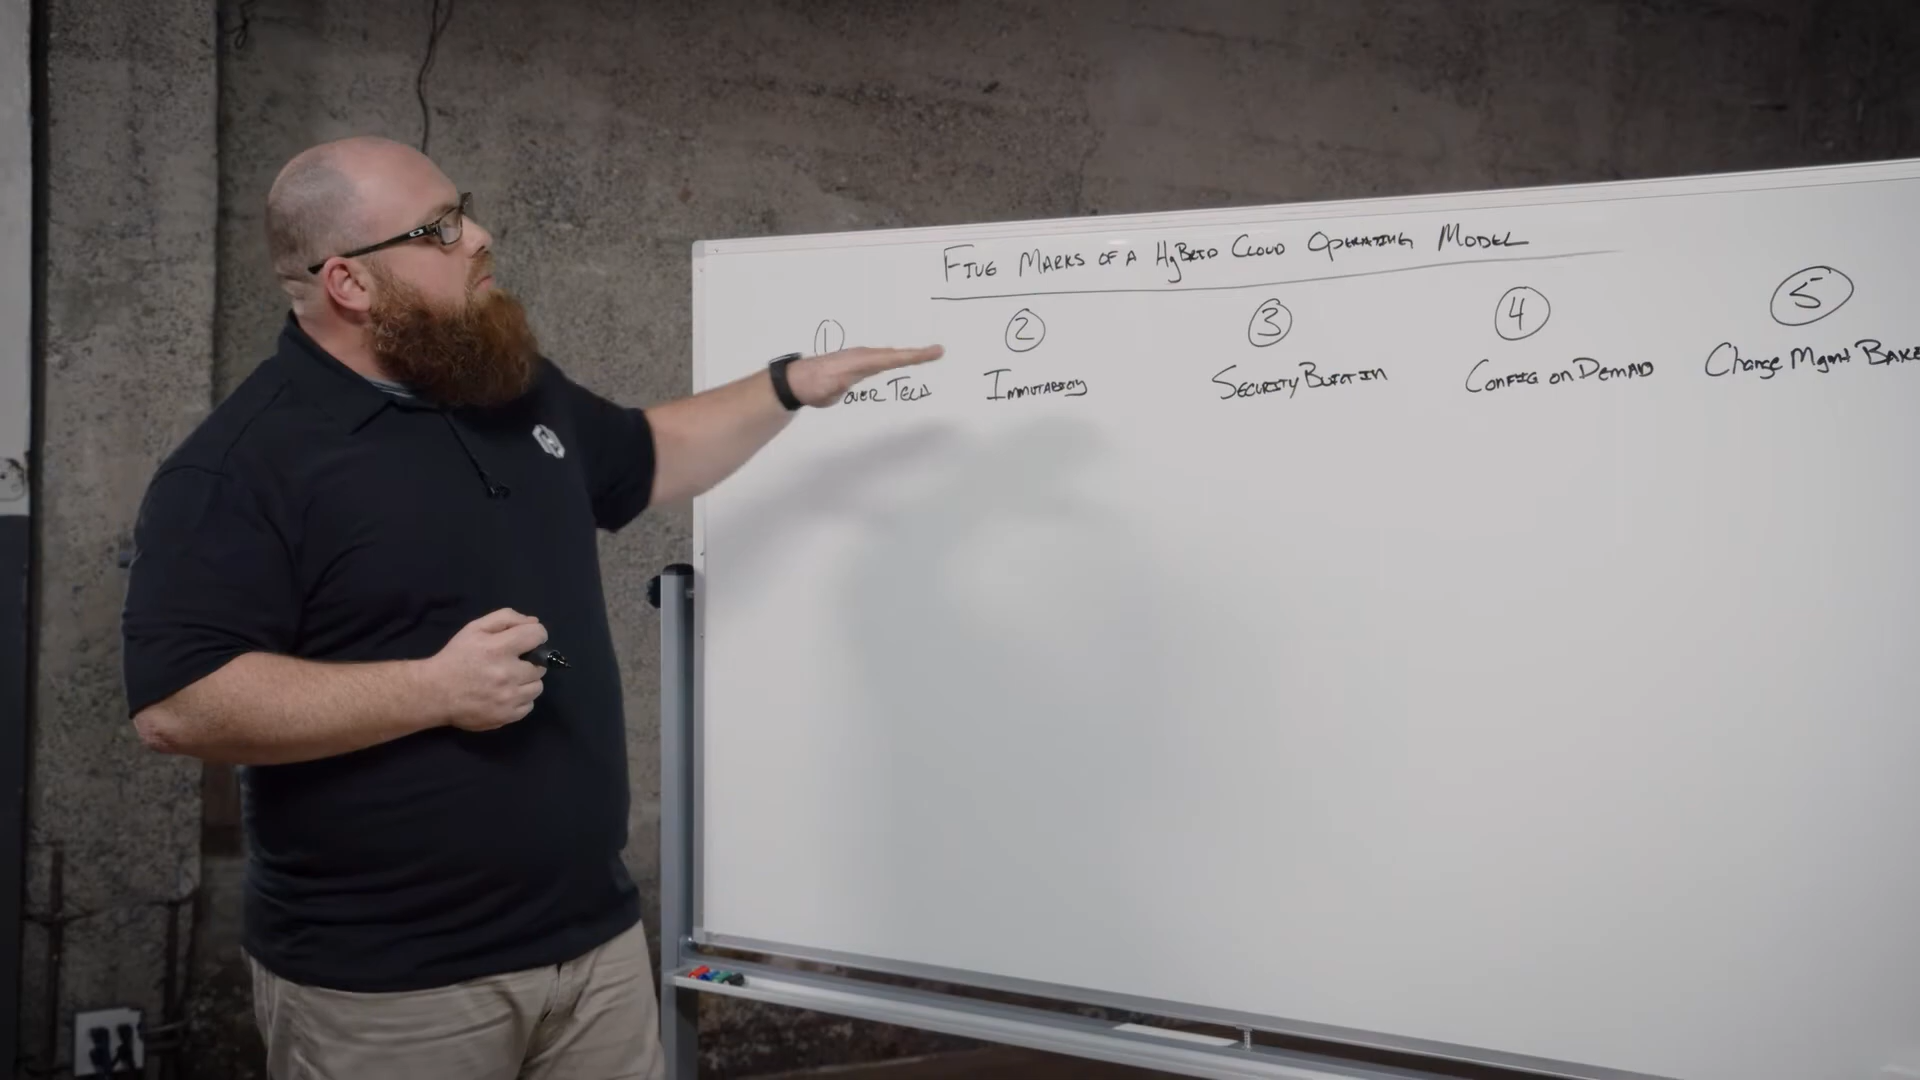 Five Marks of a Hybrid Cloud Operating Model
1 2 3 4 5
over Tech Immutability Security Built in Config on Demand Change Mgmt Bake